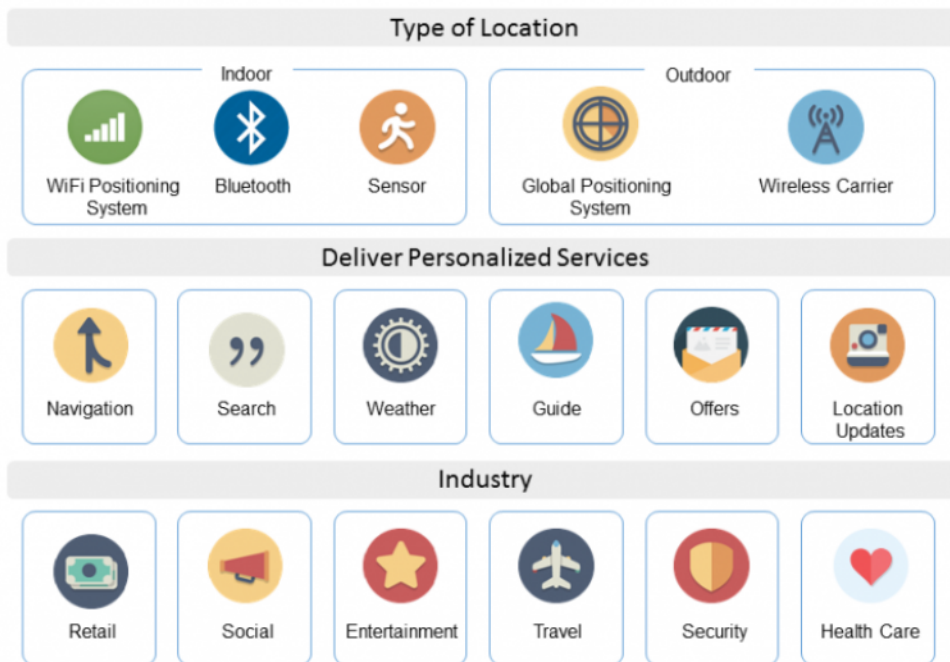 Type of Location
Indoor
Outdoor
WiFi Positioning
System
Bluetooth
Sensor
Global Positioning
System
Wireless Carrier
Deliver Personalized Services
Navigation
Search
Weather
Guide
Offers
Location
Updates
Industry
Retail
Social
Entertainment
Travel
Security
Health Care